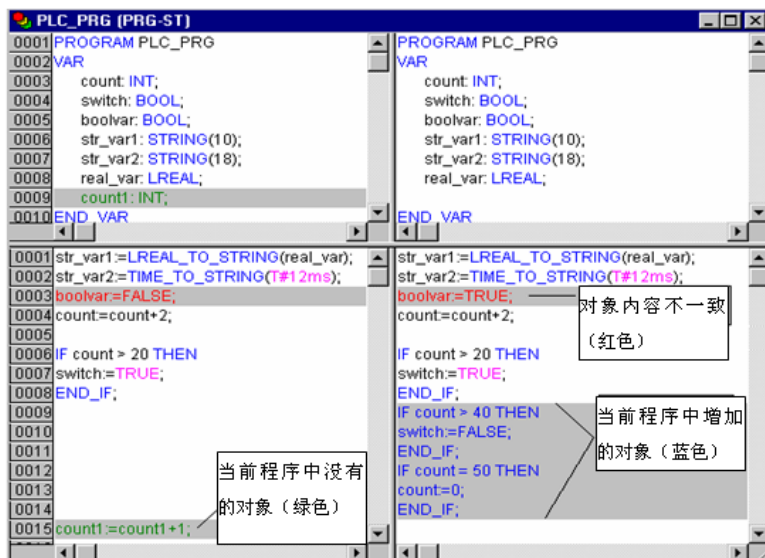 PLC_PRG (PRG-ST)
0001 PROGRAM PLC_PRG
0002 VAR
0003 count: INT;
0004 switch: BOOL;
0005 boolvar: BOOL;
0006 str_var1: STRING(10);
0007 str_var2: STRING(18);
0008 real_var: LREAL;
0009 count1: INT;
0010 END_VAR
PROGRAM PLC_PRG
VAR
count: INT;
switch: BOOL;
boolvar: BOOL;
str_var1: STRING(10);
str_var2: STRING(18);
real_var: LREAL;
END_VAR
0001 str_var1:=LREAL_TO_STRING(real_var);
0002 str_var2:=TIME_TO_STRING(T#12ms);
0003 boolvar:=FALSE;
0004 count:=count+2;
0005
0006 IF count > 20 THEN
0007 switch:=TRUE;
0008 END_IF;
0009
0010
0011
0012
0013
0014
0015 count1:=count1+1;
当前程序中没有
的对象（绿色）
str_var1:=LREAL_TO_STRING(real_var);
str_var2:=TIME_TO_STRING(T#12ms);
boolvar:=TRUE;
count:=count+2;
IF count > 20 THEN
switch:=TRUE;
END_IF;
IF count > 40 THEN
switch:=FALSE;
END_IF;
IF count = 50 THEN
count:=0;
END_IF;
对象内容不一致
（红色）
当前程序中增加
的对象（蓝色）